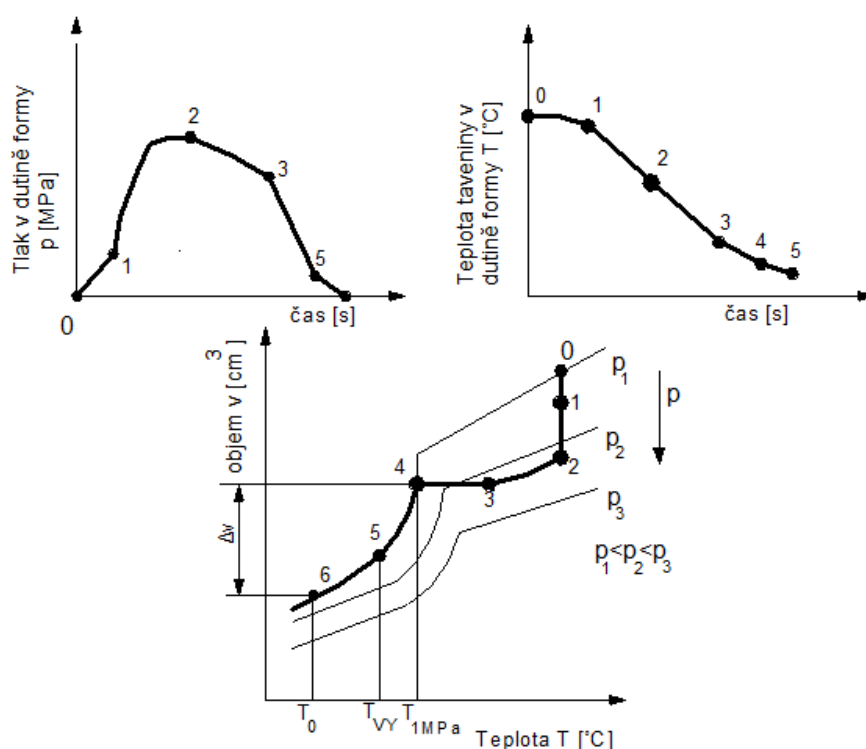 Tlak v dutině formy
p [MPa]
0
1
2
3
5
čas [s]
Teplota taveniny v
dutině formy T [°C]
0
1
2
3
4
5
čas [s]
objem v [cm3]
Δv
0
1
2
3
4
5
6
p1
p2
p3
p
p1<p2<p3
T0
TVY
T1MPa
Teplota T [°C]